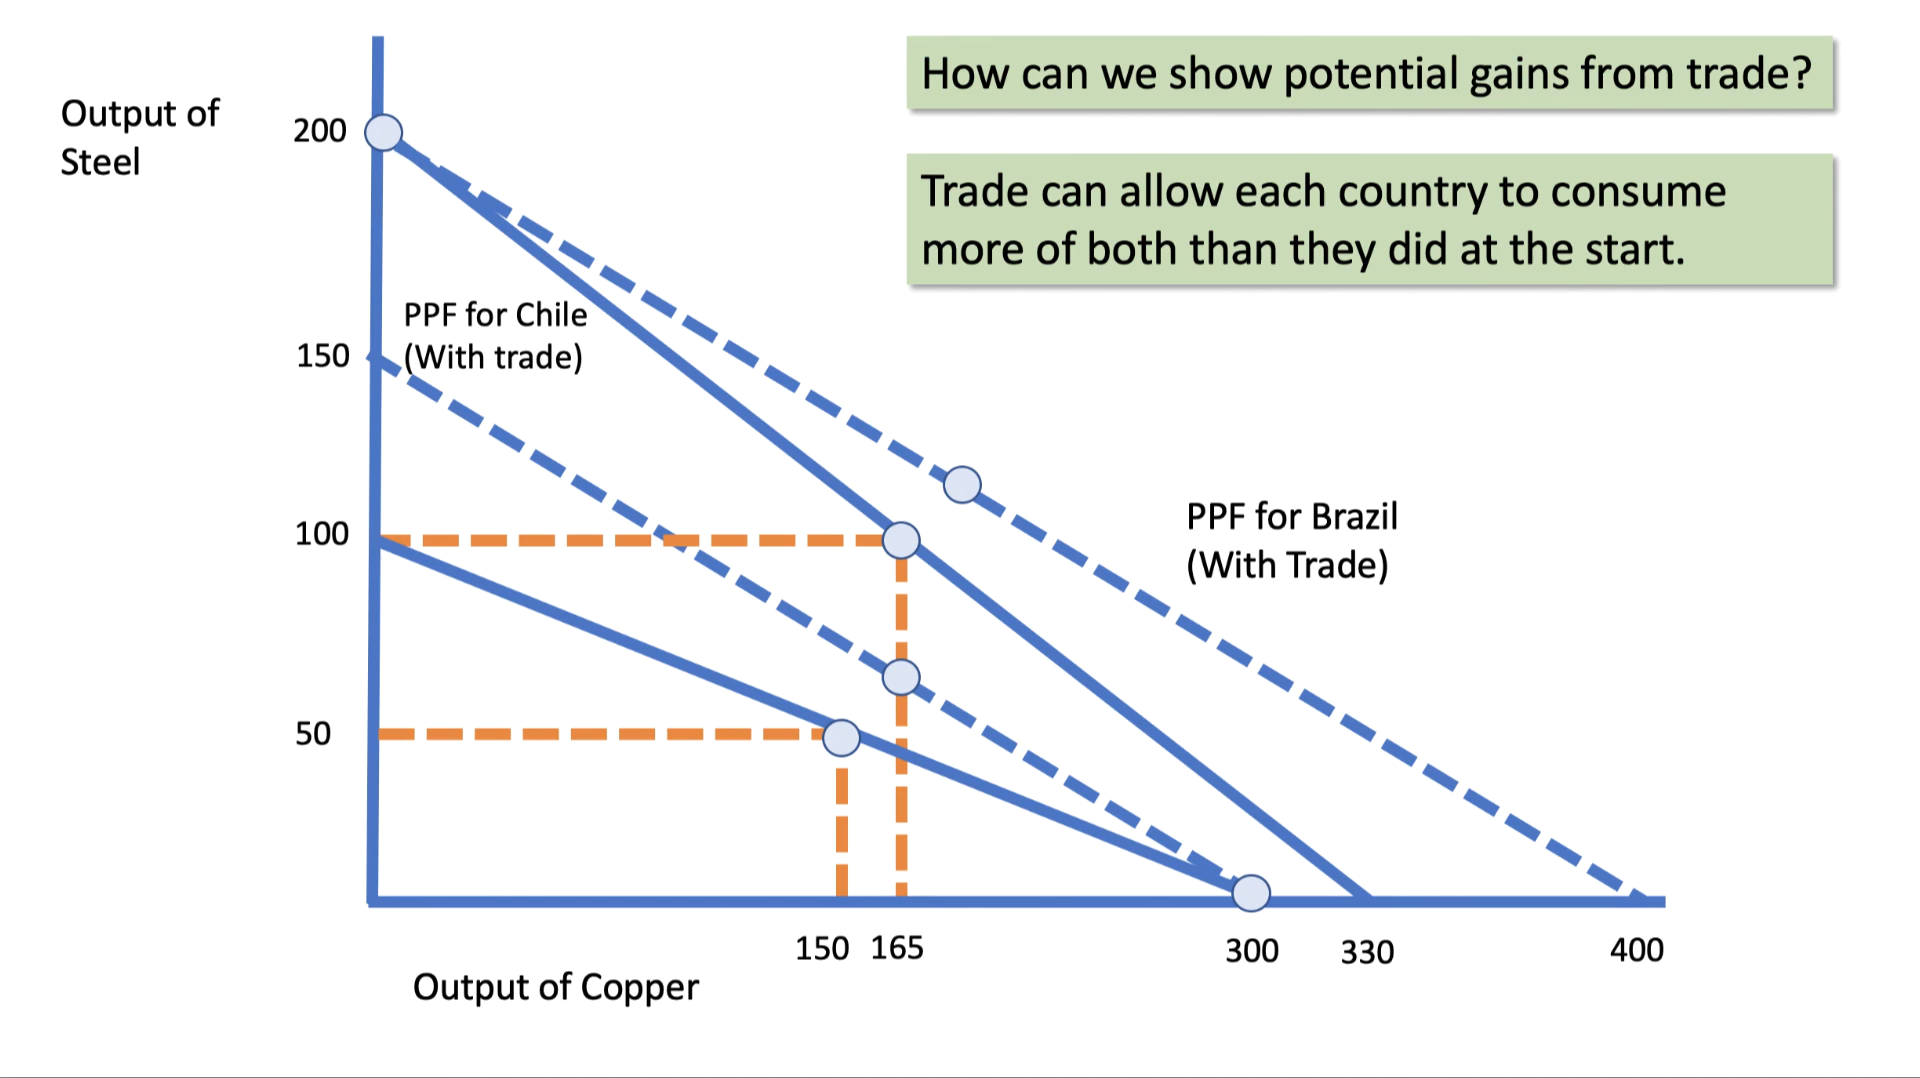 How can we show potential gains from trade?
Output of
Steel
200
Trade can allow each country to consume
more of both than they did at the start.
PPF for Chile
(With trade)
150
PPF for Brazil
(With Trade)
100
50
150 165 300 330 400
Output of Copper